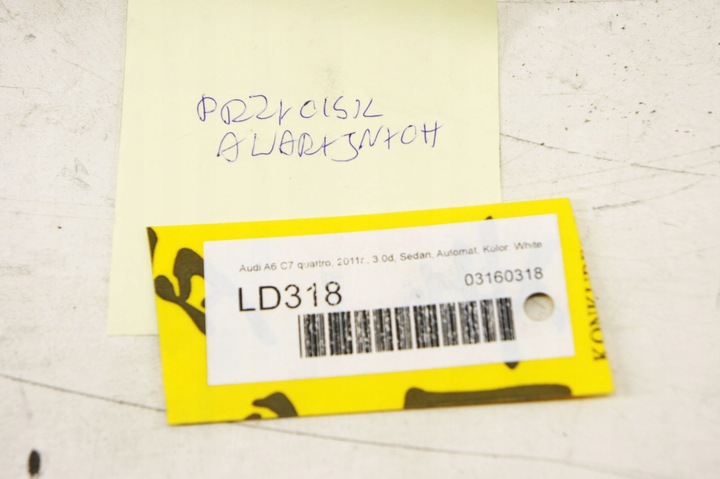 PRZYCISK
AWARYJNYCH
Audi A6 C7 quattro, 2011r., 3.0d, Sedan, Automat, Kolor: White
LD318
03160318